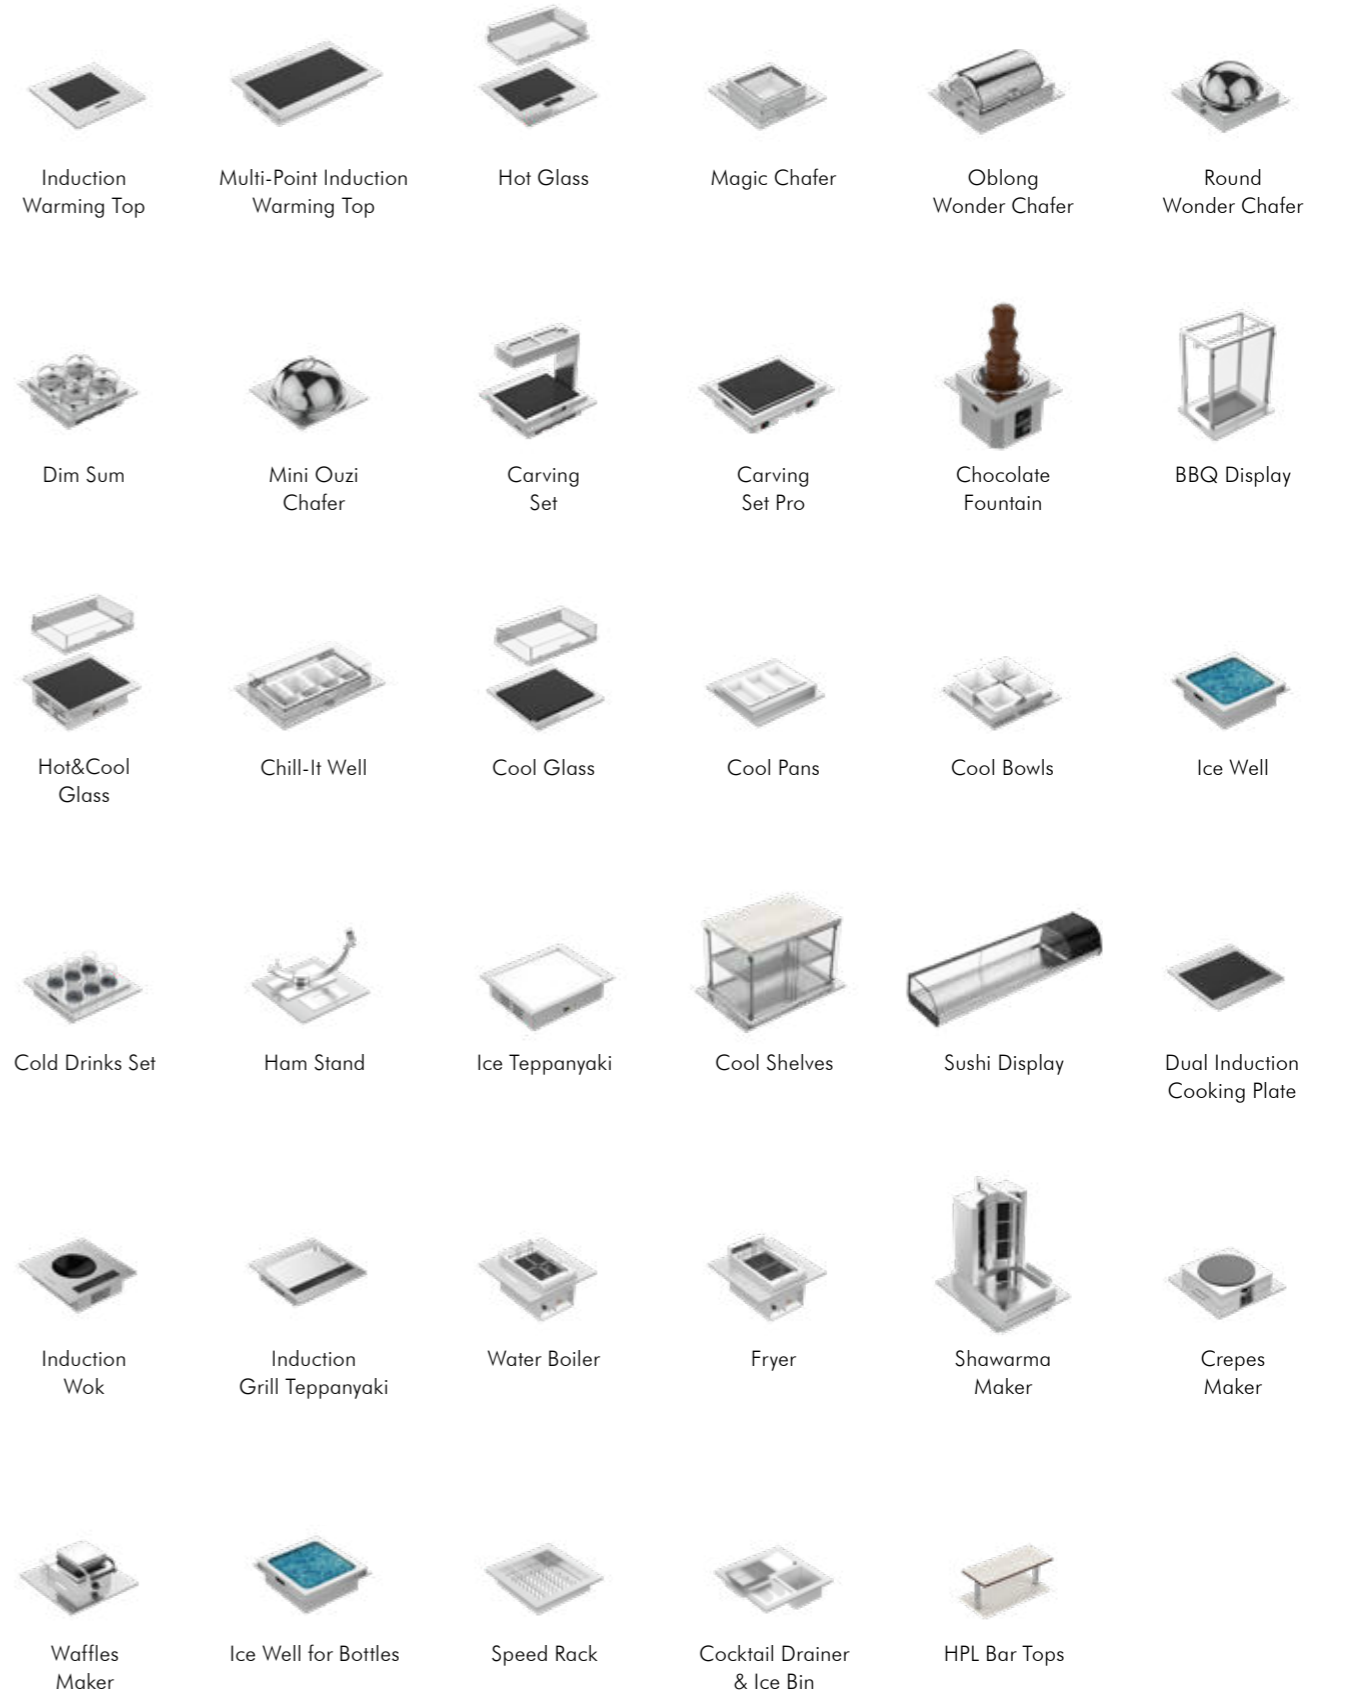 Induction
Warming Top
Multi-Point Induction
Warming Top
Hot Glass
Magic Chafer
Oblong
Wonder Chafer
Round
Wonder Chafer
Dim Sum
Mini Ouzi
Chafer
Carving
Set
Carving
Set Pro
Chocolate
Fountain
BBQ Display
Hot&Cool
Glass
Chill-It Well
Cool Glass
Cool Pans
Cool Bowls
Ice Well
Cold Drinks Set
Ham Stand
Ice Teppanyaki
Cool Shelves
Sushi Display
Dual Induction
Cooking Plate
Induction
Wok
Induction
Grill Teppanyaki
Water Boiler
Fryer
Shawarma
Maker
Crepes
Maker
Waffles
Maker
Ice Well for Bottles
Speed Rack
Cocktail Drainer
& Ice Bin
HPL Bar Tops